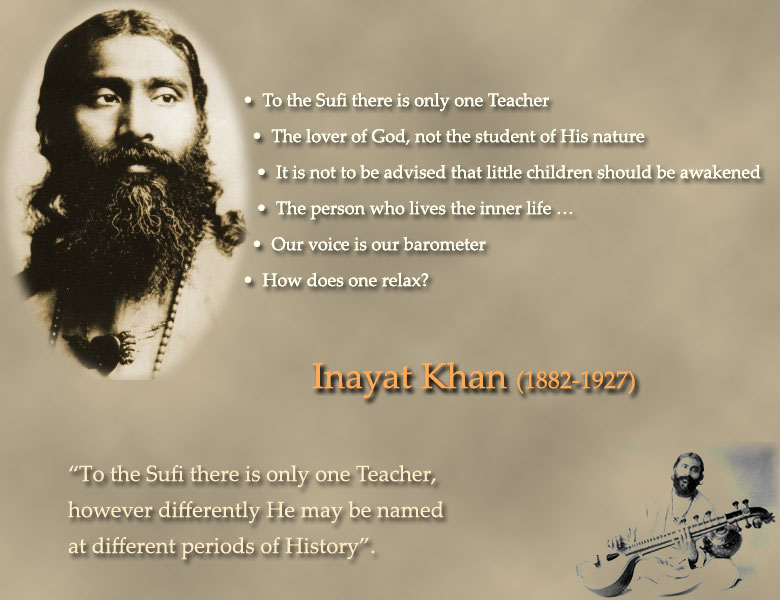 • To the Sufi there is only one Teacher
• The lover of God, not the student of His nature
• It is not to be advised that little children should be awakened
• The person who lives the inner life …
• Our voice is our barometer
• How does one relax?
Inayat Khan (1882-1927)
“To the Sufi there is only one Teacher,
however differently He may be named
at different periods of History”.